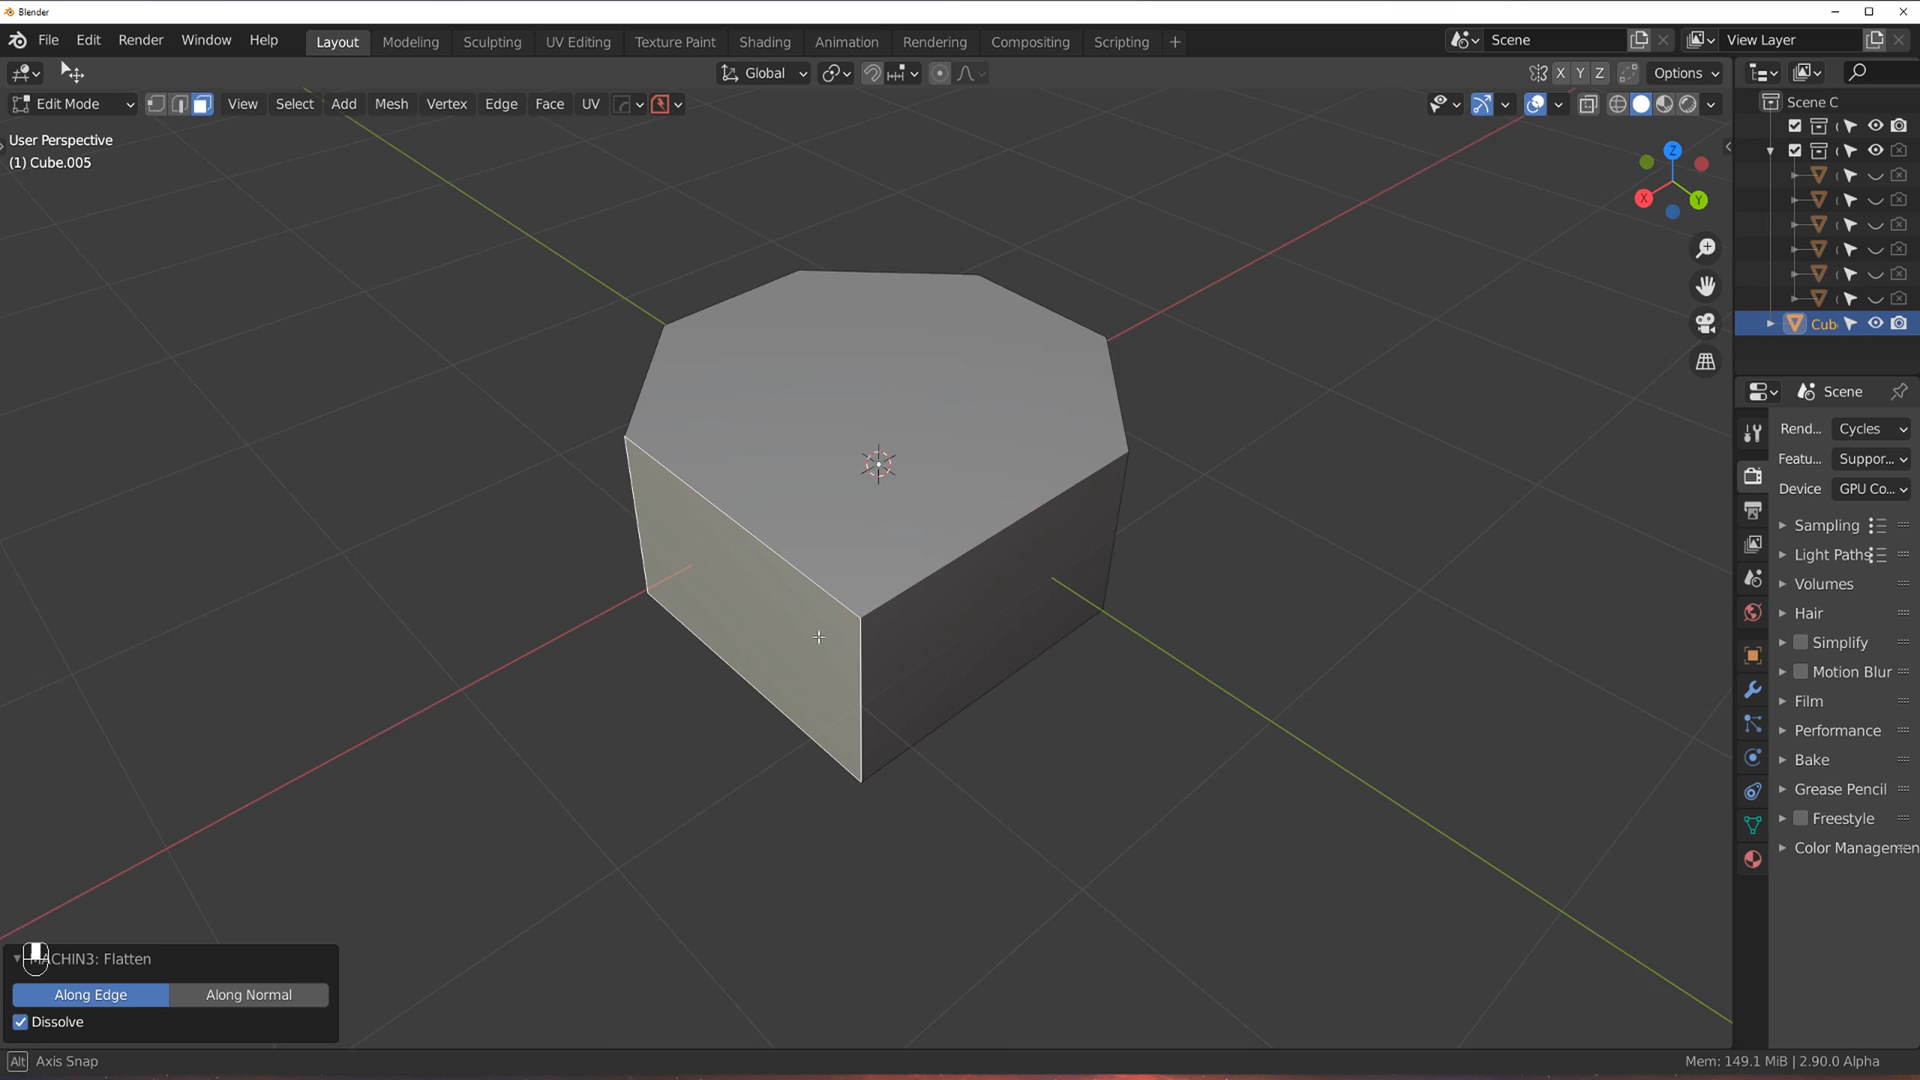 Blender
File Edit Render Window Help Layout Modeling Sculpting UV Editing Texture Paint Shading Animation Rendering Compositing Scripting + Scene View Layer
Global X Y Z Options
Edit Mode View Select Add Mesh Vertex Edge Face UV
Scene C
User Perspective
(1) Cube.005
Z
X
Y
Cub
Scene
Rend... Cycles
Featu... Suppor...
Device GPU Co...
Sampling
Light Paths
Volumes
Hair
Simplify
Motion Blur
Film
Performance
Bake
Grease Pencil
Freestyle
Color Managemen
ACHIN3: Flatten
Along Edge Along Normal
Dissolve
Alt Axis Snap Mem: 149.1 MiB | 2.90.0 Alpha